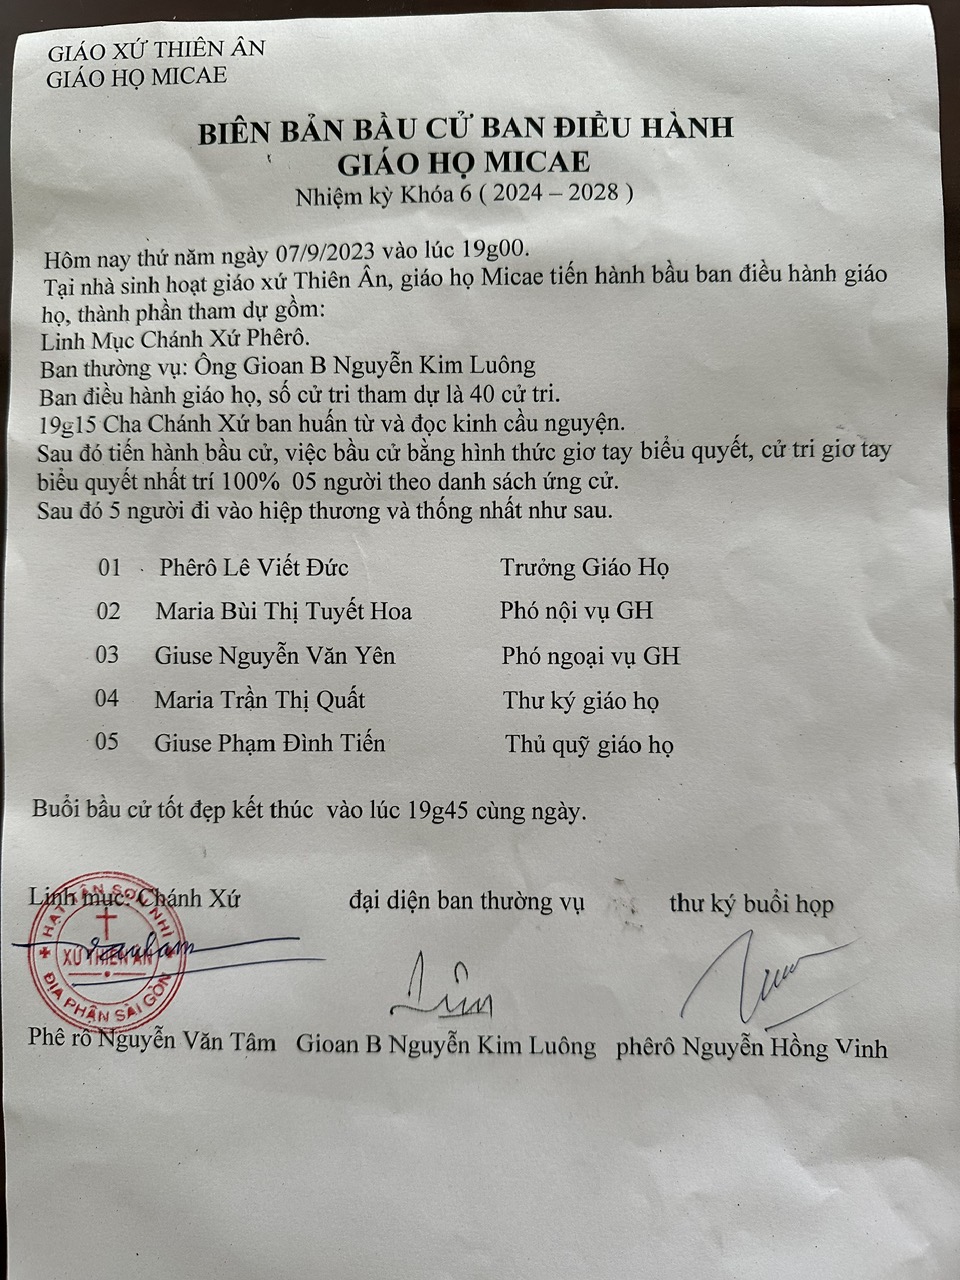 GIÁO XỨ THIÊN ÂN
GIÁO HỌ MICAE
BIÊN BẢN BẦU CỬ BAN ĐIỀU HÀNH
GIÁO HỌ MICAE
Nhiệm kỳ Khóa 6 ( 2024 – 2028 )
Hôm nay thứ năm ngày 07/9/2023 vào lúc 19g00.
Tại nhà sinh hoạt giáo xứ Thiên Ân, giáo họ Micae tiến hành bầu ban điều hành giáo
họ, thành phần tham dự gồm:
Linh Mục Chánh Xứ Phêrô.
Ban thường vụ: Ông Gioan B Nguyễn Kim Luông
Ban điều hành giáo họ, số cử tri tham dự là 40 cử tri.
19g15 Cha Chánh Xứ ban huấn từ và đọc kinh cầu nguyện.
Sau đó tiến hành bầu cử, việc bầu cử bằng hình thức giơ tay biểu quyết, cử tri giơ tay
biểu quyết nhất trí 100%  05 người theo danh sách ứng cử.
Sau đó 5 người đi vào hiệp thương và thống nhất như sau.
01 Phêrô Lê Viết Đức Trưởng Giáo Họ
02 Maria Bùi Thị Tuyết Hoa Phó nội vụ GH
03 Giuse Nguyễn Văn Yên Phó ngoại vụ GH
04 Maria Trần Thị Quất Thư ký giáo họ
05 Giuse Phạm Đình Tiến Thủ quỹ giáo họ
Buổi bầu cử tốt đẹp kết thúc  vào lúc 19g45 cùng ngày.
Linh mục: Chánh Xứ đại diện ban thường vụ thư ký buổi họp
HẠT TÂN SƠN NHÌ
XỨ THIÊN ÂN
ĐỊA PHẬN SÀI GÒN
Phê rô Nguyễn Văn Tâm Gioan B Nguyễn Kim Luông phêrô Nguyễn Hồng Vinh